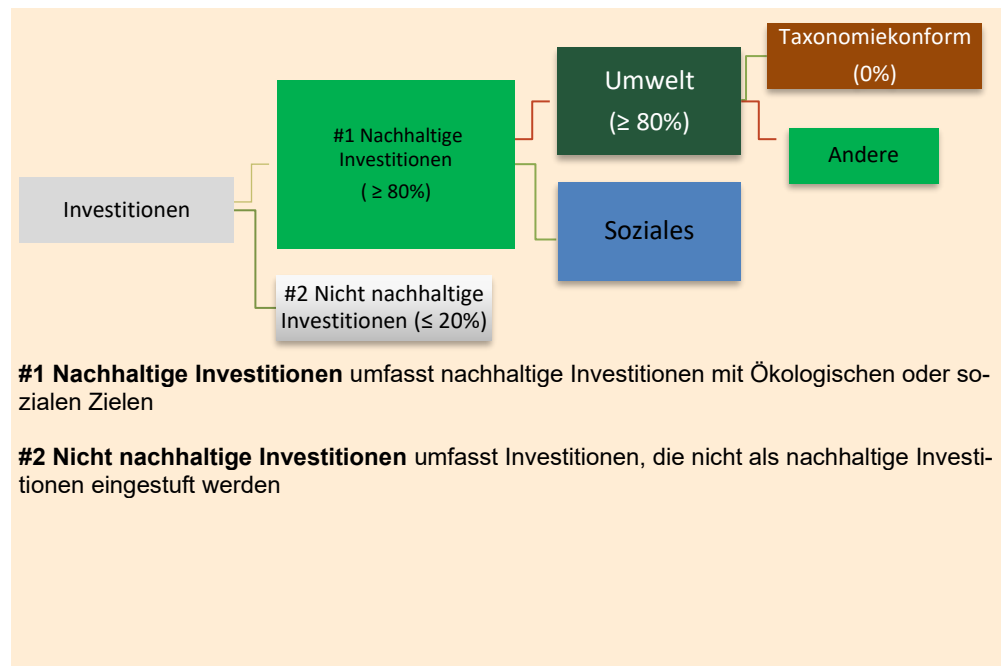 Investitionen
#1 Nachhaltige
Investitionen
( ≥ 80%)
#2 Nicht nachhaltige
Investitionen (≤ 20%)
Umwelt
(≥ 80%)
Soziales
Taxonomiekonform
(0%)
Andere
#1 Nachhaltige Investitionen umfasst nachhaltige Investitionen mit Ökologischen oder so-
zialen Zielen
#2 Nicht nachhaltige Investitionen umfasst Investitionen, die nicht als nachhaltige Investi-
tionen eingestuft werden